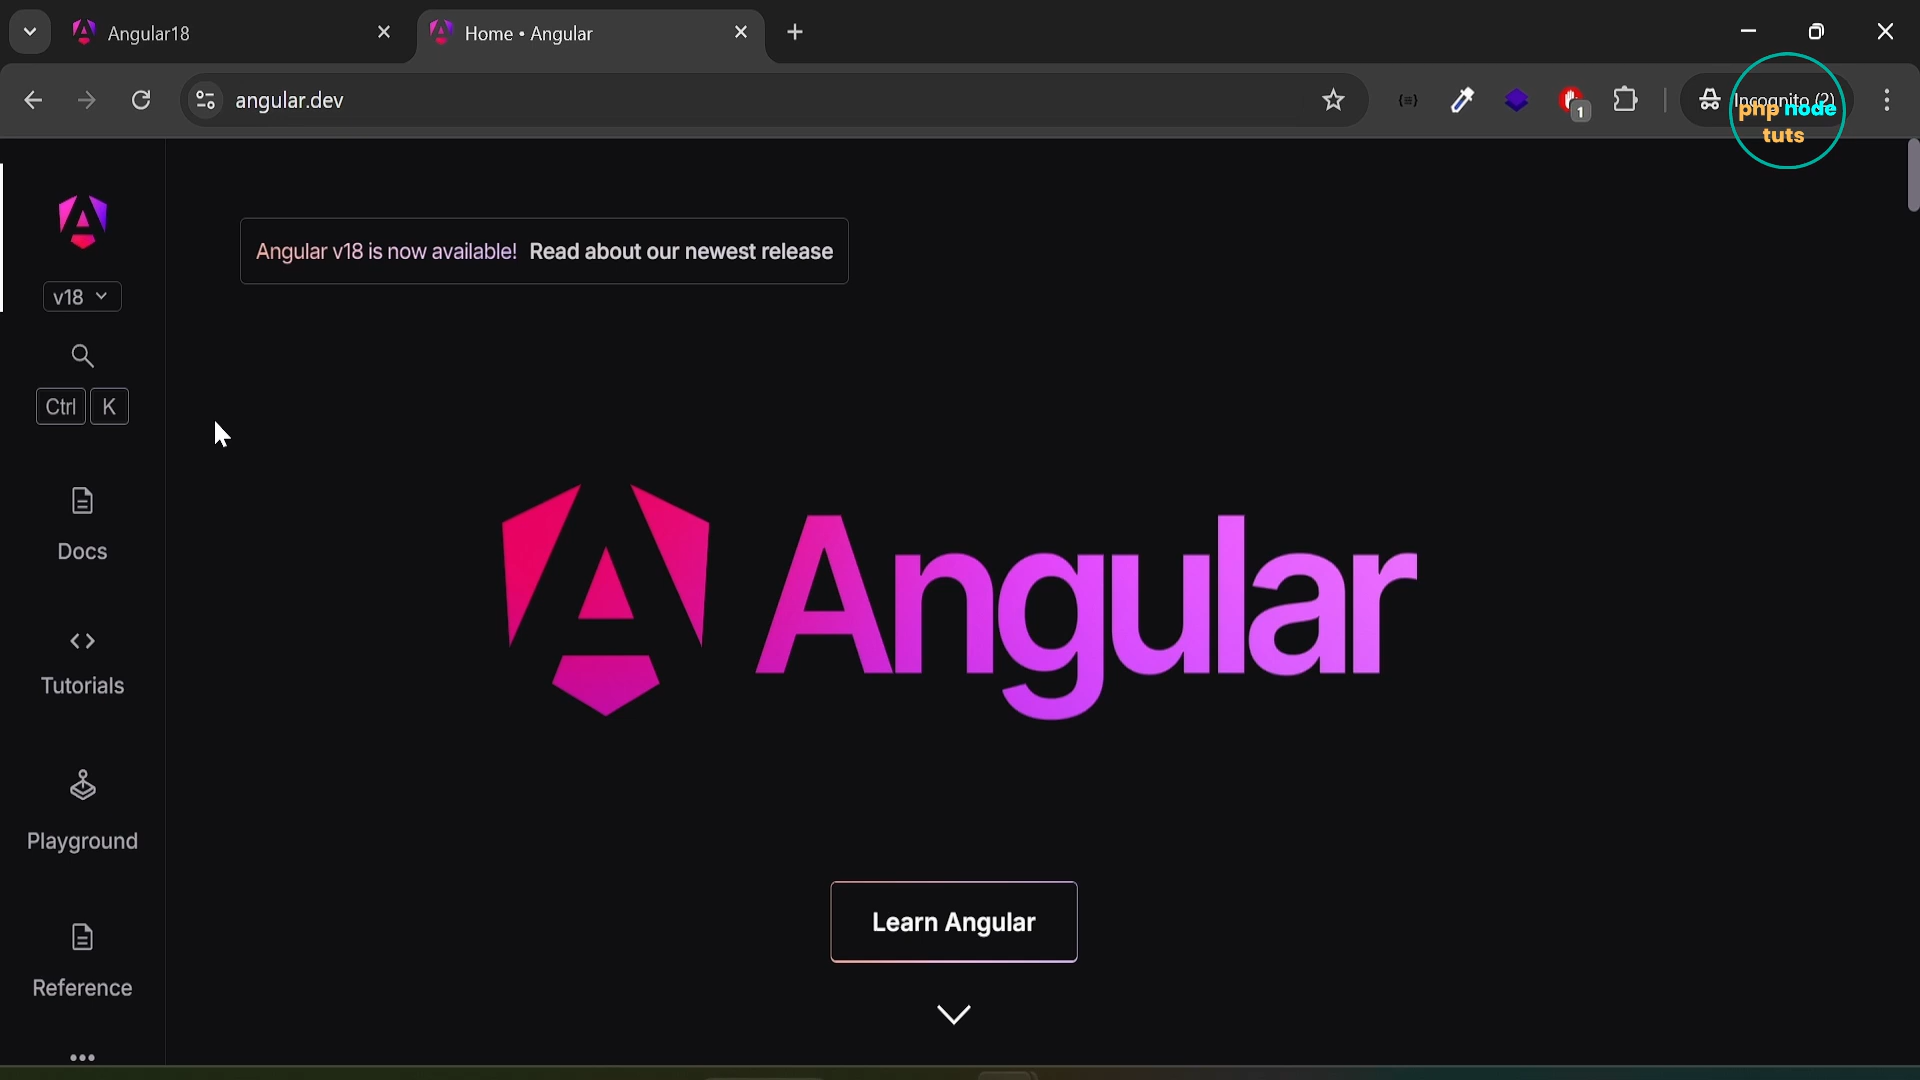 Angular18
Home • Angular
angular.dev
1
Incognito (2)
php node
tuts
Angular v18 is now available! Read about our newest release
v18
Ctrl K
Docs
Tutorials
Playground
Reference
Angular
Learn Angular